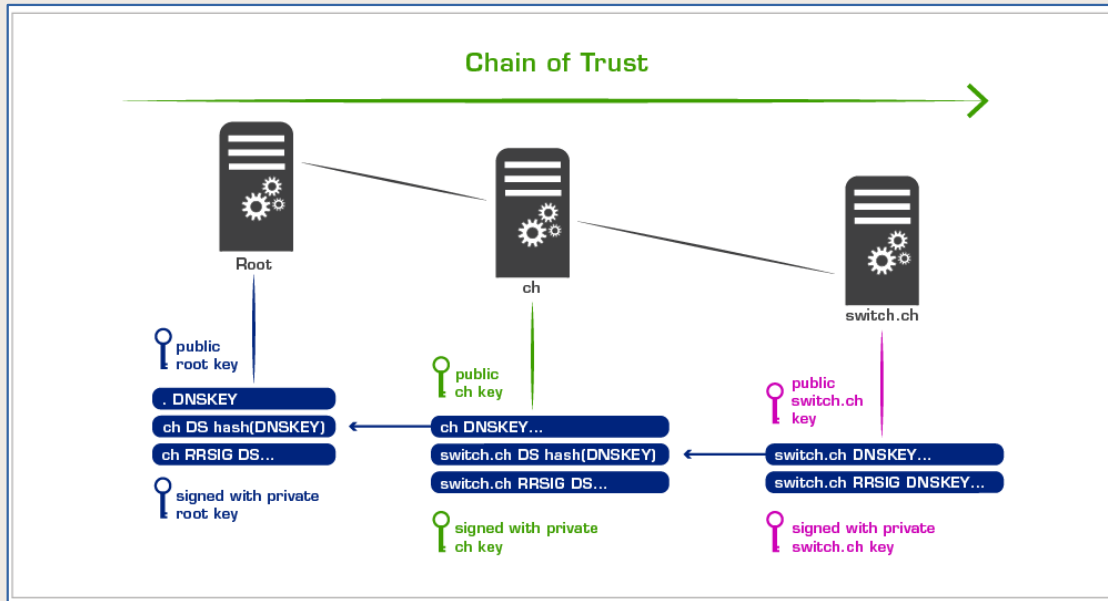 Chain of Trust
Root
ch
switch.ch
public
root key
. DNSKEY
ch DS hash(DNSKEY)
ch RRSIG DS...
signed with private
root key
public
ch key
ch DNSKEY...
switch.ch DS hash(DNSKEY)
switch.ch RRSIG DS...
signed with private
ch key
public
switch.ch
key
switch.ch DNSKEY...
switch.ch RRSIG DNSKEY...
signed with private
switch.ch key